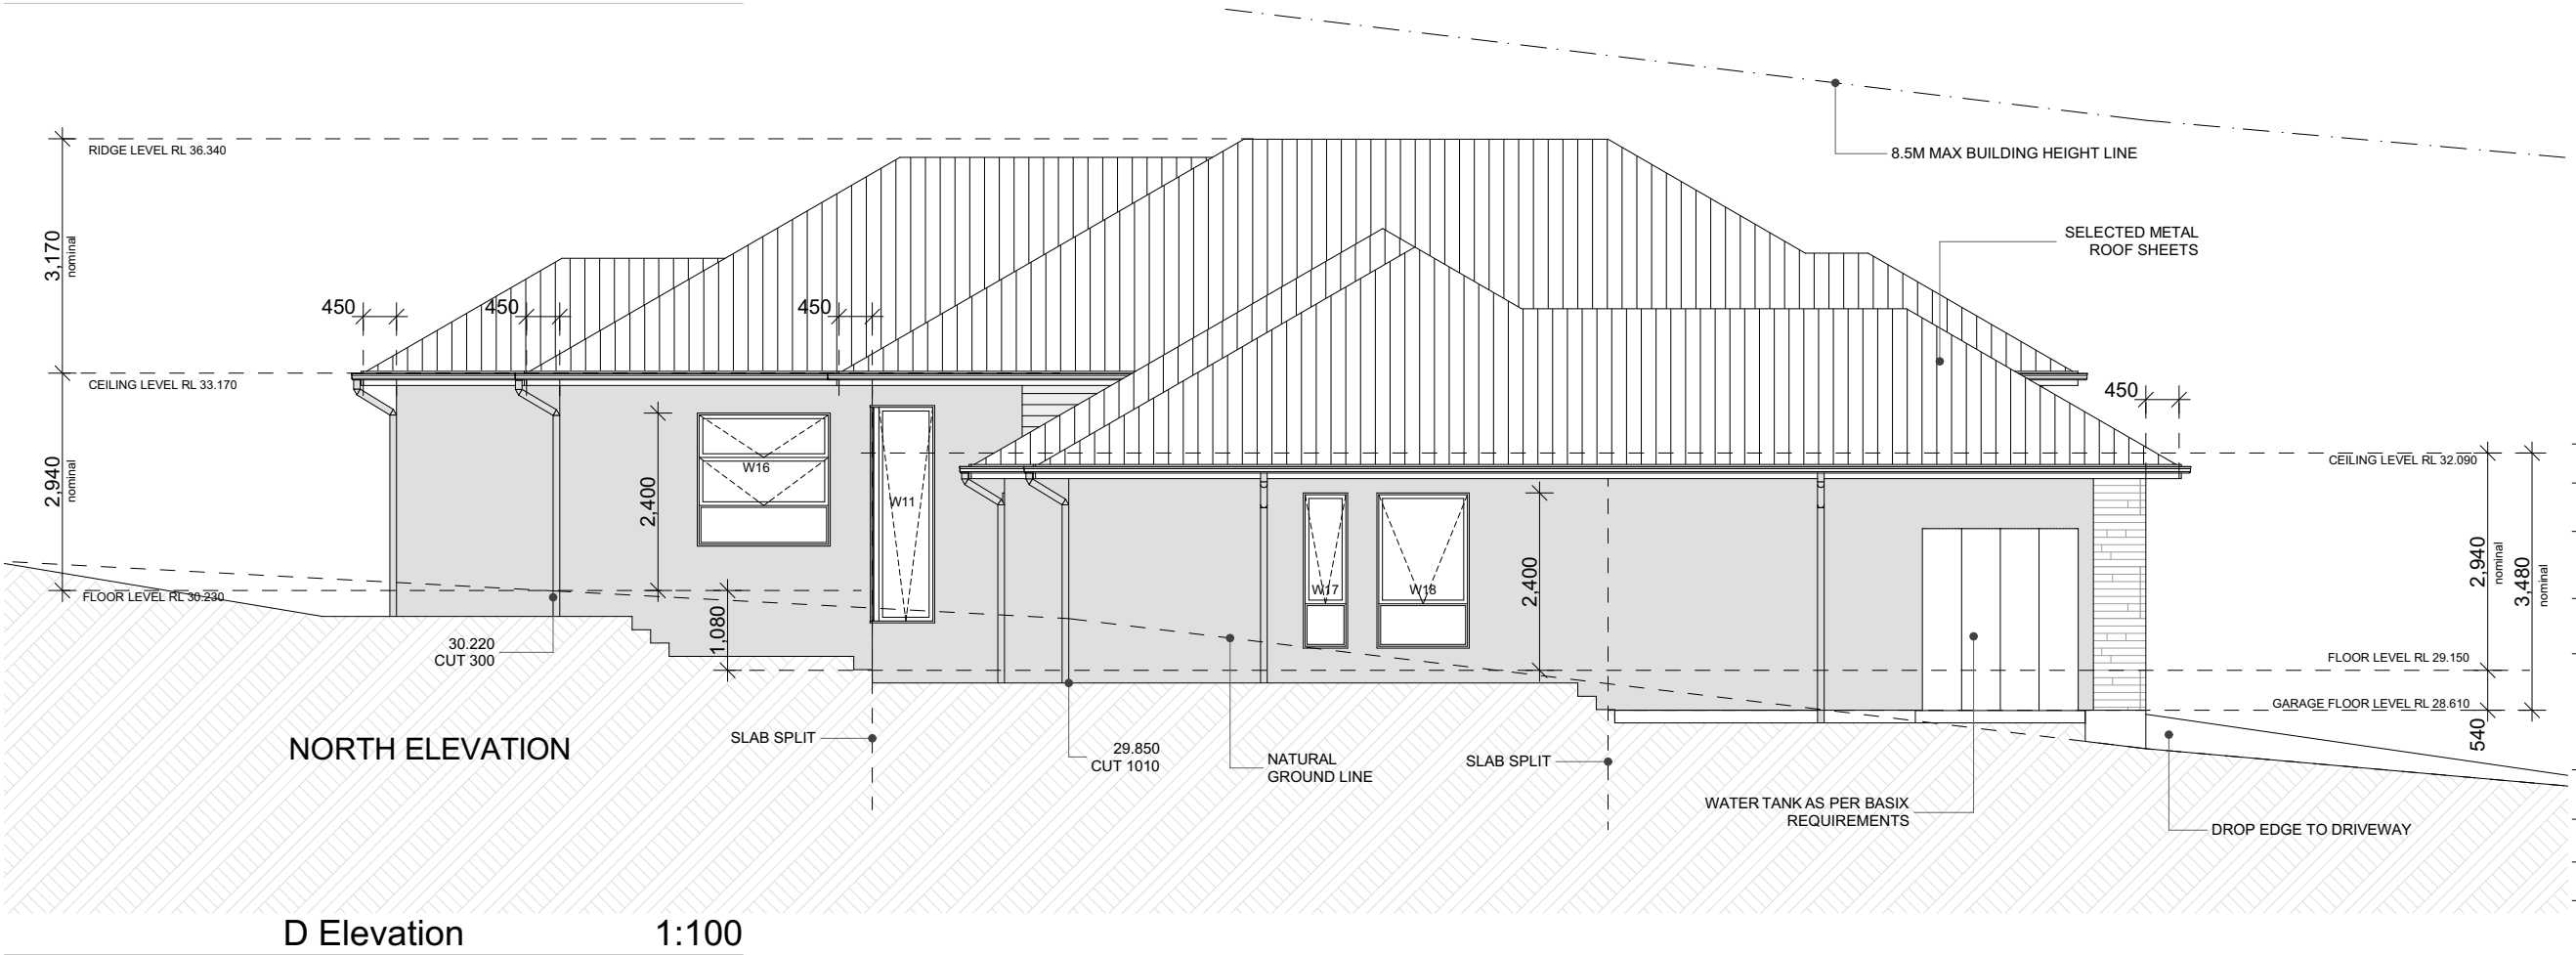 8.5M MAX BUILDING HEIGHT LINE
RIDGE LEVEL RL 36.340
SELECTED METAL
ROOF SHEETS
3,170
nominal
450
450
450
450
CEILING LEVEL RL 33.170
CEILING LEVEL RL 32.090
2,940
nominal
2,400
W16
W11
W17
W18
2,400
2,940
nominal
3,480
nominal
FLOOR LEVEL RL 30.230
1,080
30.220
CUT 300
FLOOR LEVEL RL 29.150
GARAGE FLOOR LEVEL RL 28.610
540
NORTH ELEVATION
SLAB SPLIT
29.850
CUT 1010
NATURAL
GROUND LINE
SLAB SPLIT
WATER TANK AS PER BASIX
REQUIREMENTS
DROP EDGE TO DRIVEWAY
D Elevation
1:100